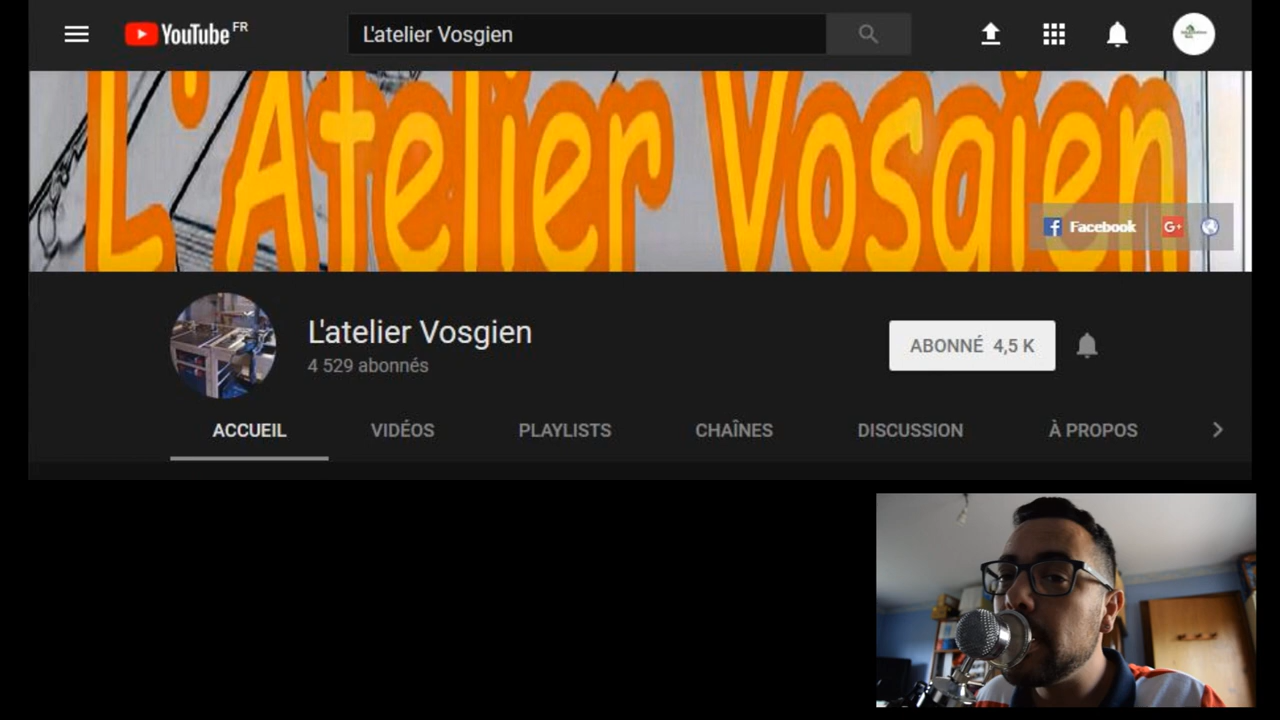 YouTube FR
L'atelier Vosgien
L'Atelier Vosgien
Facebook
G+
L'atelier Vosgien
4 529 abonnés
ABONNÉ 4,5 K
ACCUEIL
VIDÉOS
PLAYLISTS
CHAÎNES
DISCUSSION
À PROPOS